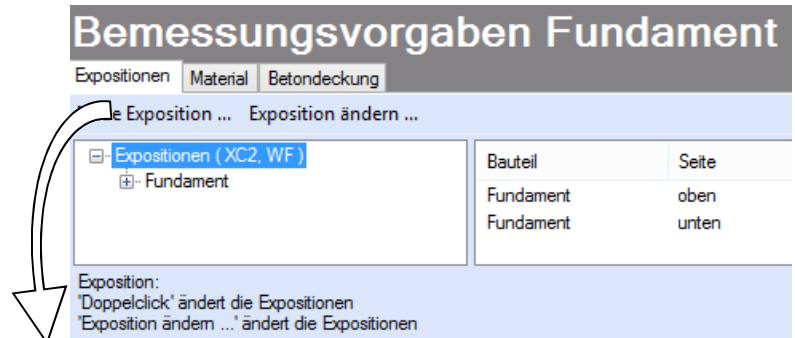 Bemessungsvorgaben Fundament
Expositionen Material Betondeckung
e Exposition ... Exposition ändern ...
Expositionen ( XC2, WF )
Fundament
Bauteil Seite
Fundament oben
Fundament unten
Exposition:
'Doppelclick' ändert die Expositionen
'Exposition ändern ...' ändert die Expositionen